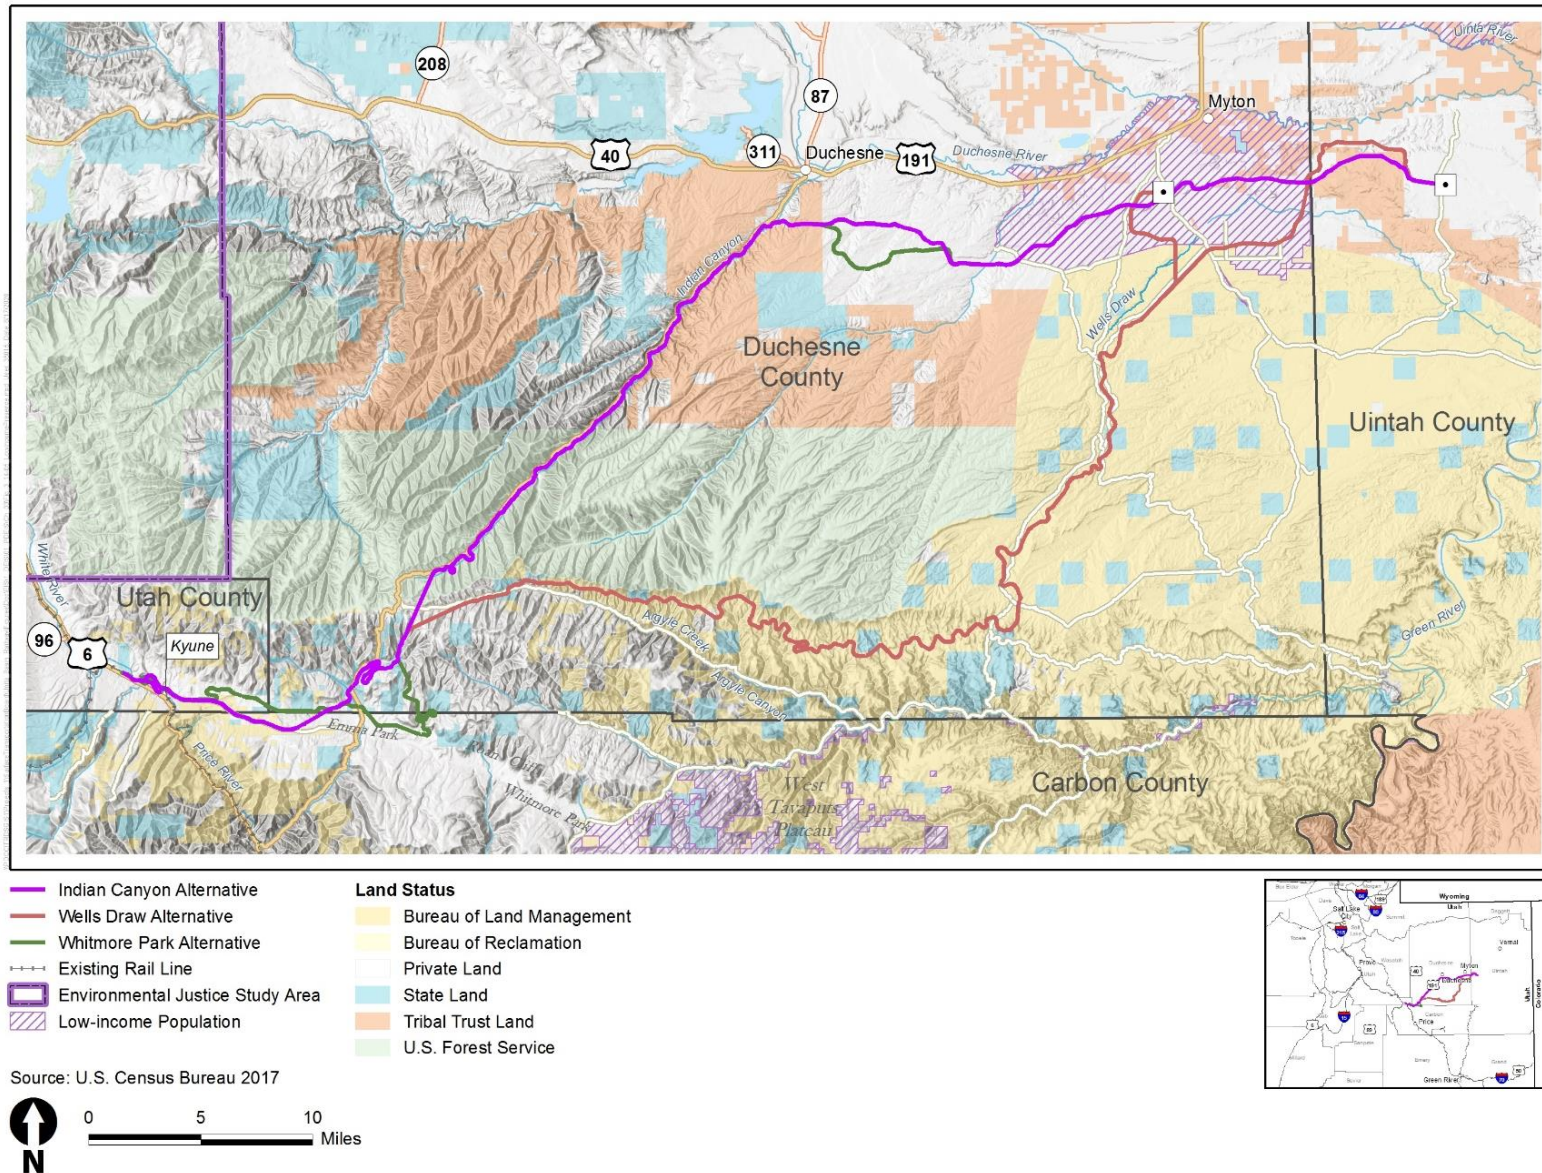 Uinta River
208
87
Myton
40
311
Duchesne
191
Duchesne River
Indian Canyon
Wells Draw
Duchesne
County
Uintah County
White River
Utah County
96
6
Kyune
Argyle Creek
Argyle Canyon
Green River
Emma Park
Price River
Whitmore Park
West
Tavaputs
Plateau
Carbon County
Indian Canyon Alternative
Wells Draw Alternative
Whitmore Park Alternative
Existing Rail Line
Environmental Justice Study Area
Low-income Population
Land Status
Bureau of Land Management
Bureau of Reclamation
Private Land
State Land
Tribal Trust Land
U.S. Forest Service
Source: U.S. Census Bureau 2017
0 5 10
Miles
N
Wyoming
Utah
Salt Lake
City
Vernal
Provo
Myton
Duchesne
Utah
Colorado
Price
Green River